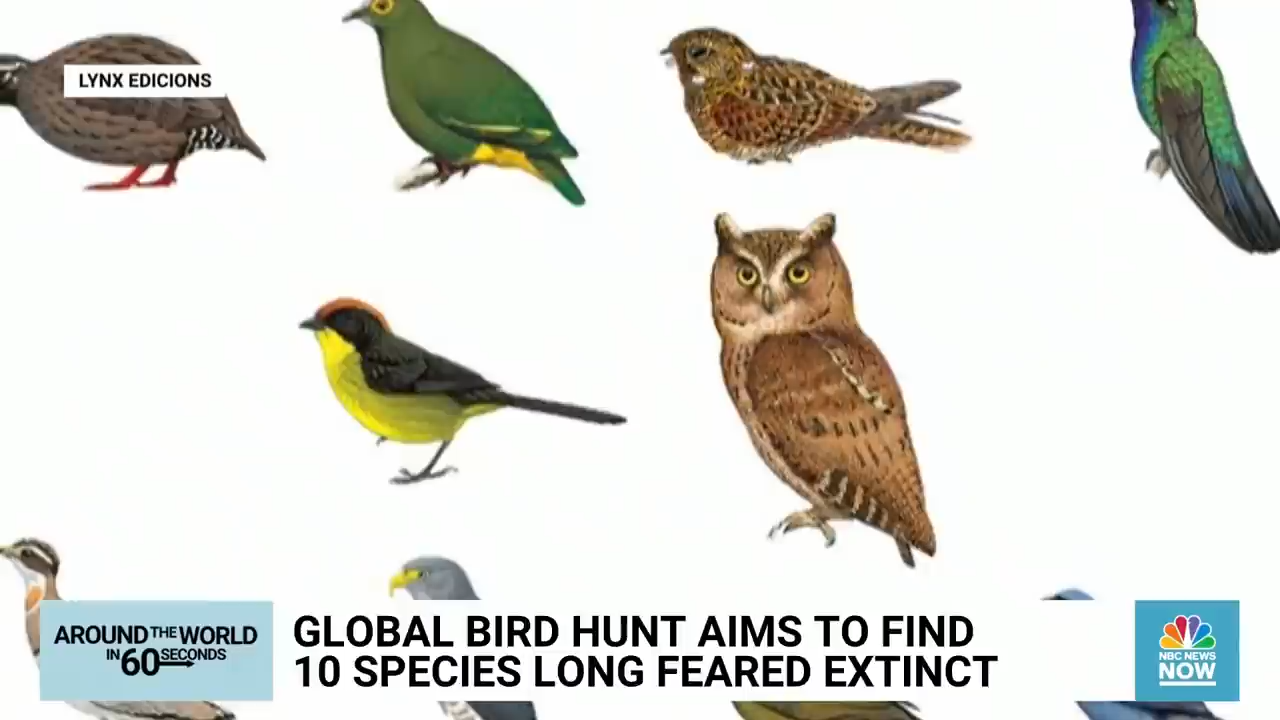 LYNX EDICIONS
AROUND THE WORLD
IN 60 SECONDS
GLOBAL BIRD HUNT AIMS TO FIND
10 SPECIES LONG FEARED EXTINCT
NBC NEWS
NOW